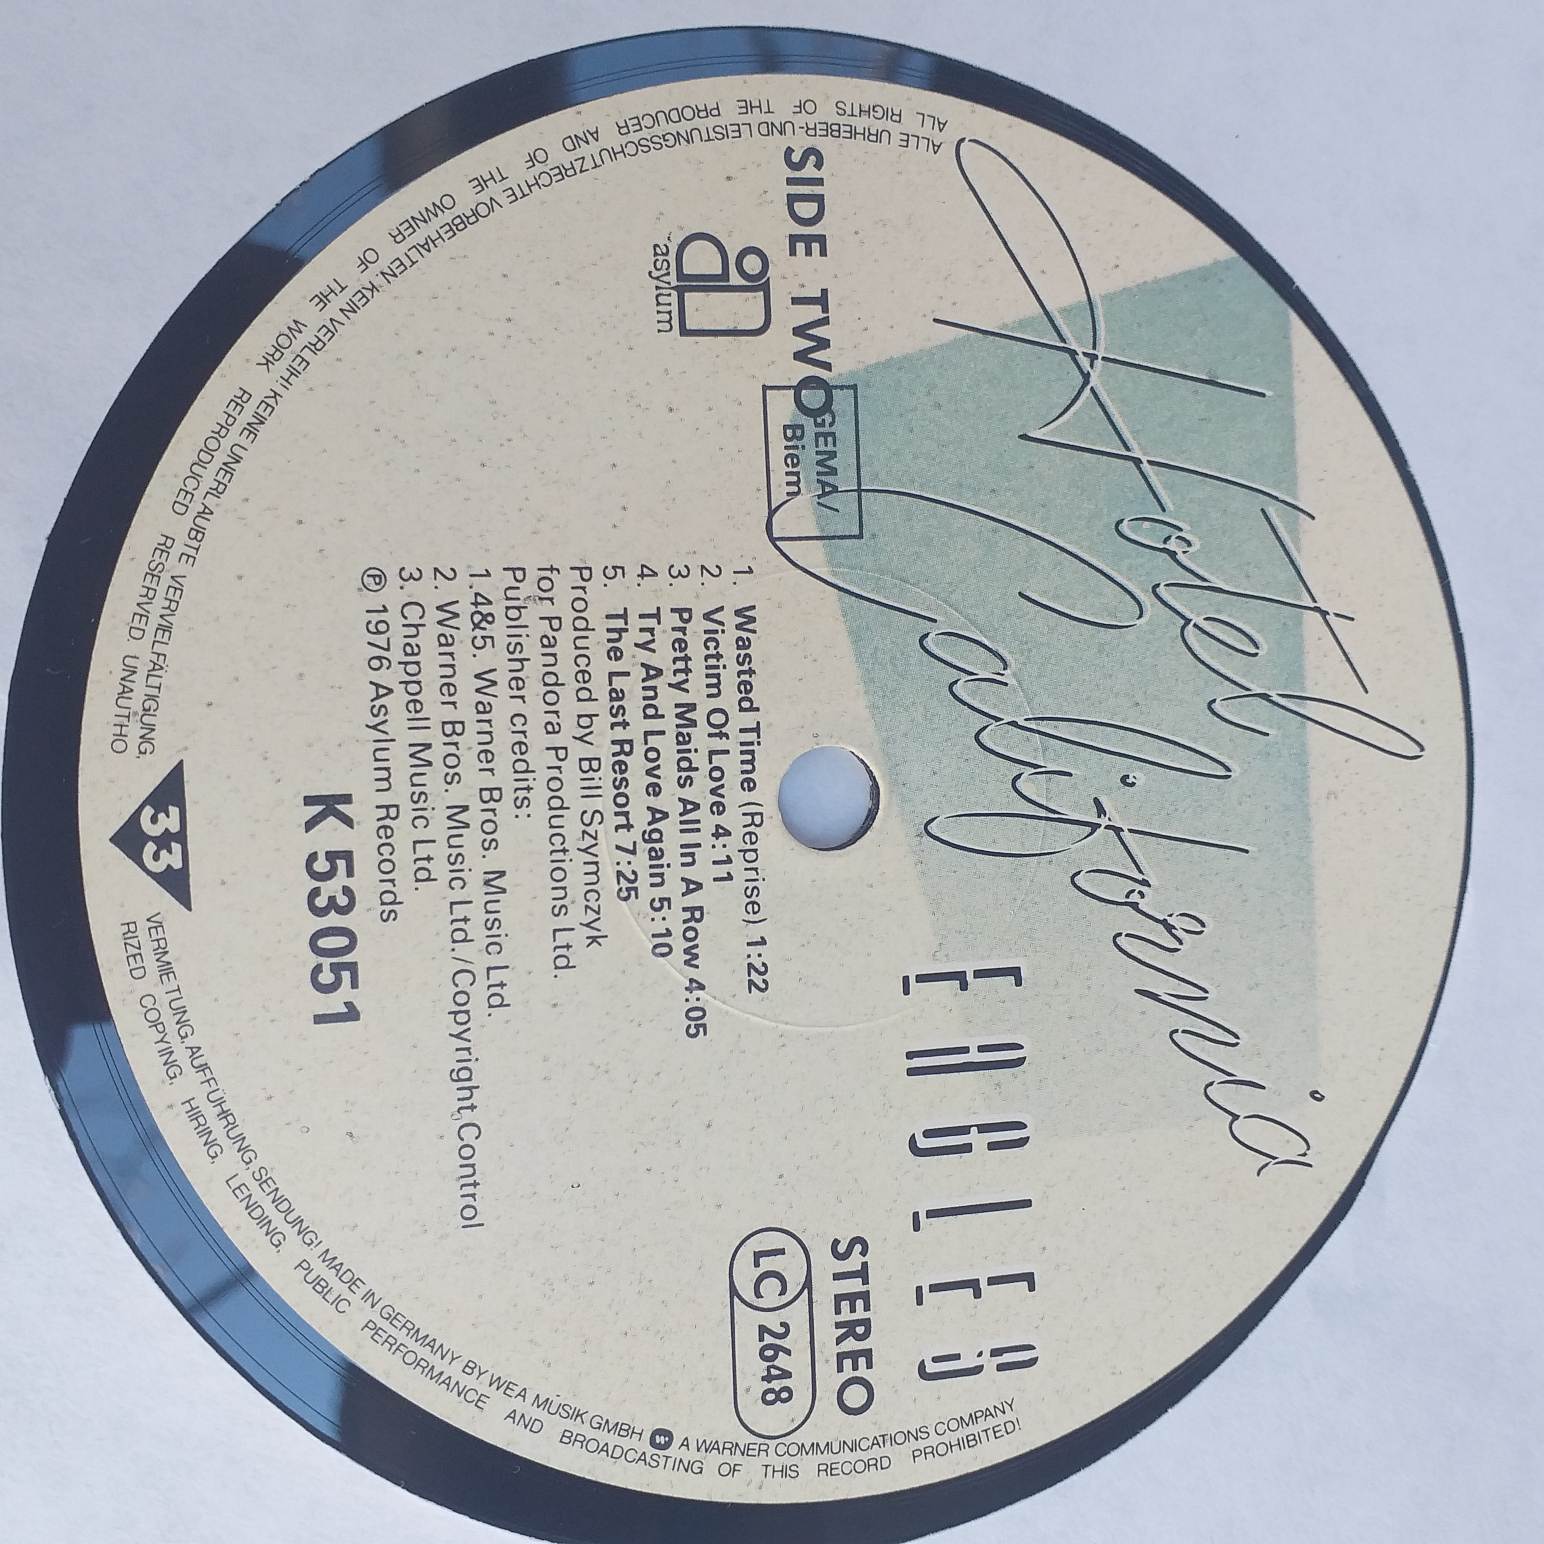 Hotel California
EAGLES
SIDE TWO
GEMA/
Biem
asylum
STEREO
LC 2648
1. Wasted Time (Reprise) 1:22
2. Victim Of Love 4:11
3. Pretty Maids All In A Row 4:05
4. Try And Love Again 5:10
5. The Last Resort 7:25
Produced by Bill Szymczyk
for Pandora Productions Ltd.
Publisher credits:
1.4&5. Warner Bros. Music Ltd.
2. Warner Bros. Music Ltd./Copyright Control
3. Chappell Music Ltd.
℗ 1976 Asylum Records
K 53 051
33
ALLE URHEBER-UND LEISTUNGSSCHUTZRECHTE VORBEHALTEN! KEIN VERLEIH! KEINE UNERLAUBTE VERVIELFÄLTIGUNG, VERMIETUNG, AUFFÜHRUNG, SENDUNG! MADE IN GERMANY BY WEA MUSIK GMBH W A WARNER COMMUNICATIONS COMPANY
ALL RIGHTS OF THE PRODUCER AND OF THE OWNER OF THE WORK REPRODUCED RESERVED UNAUTHORIZED COPYING, HIRING, LENDING, PUBLIC PERFORMANCE AND BROADCASTING OF THIS RECORD PROHIBITED!